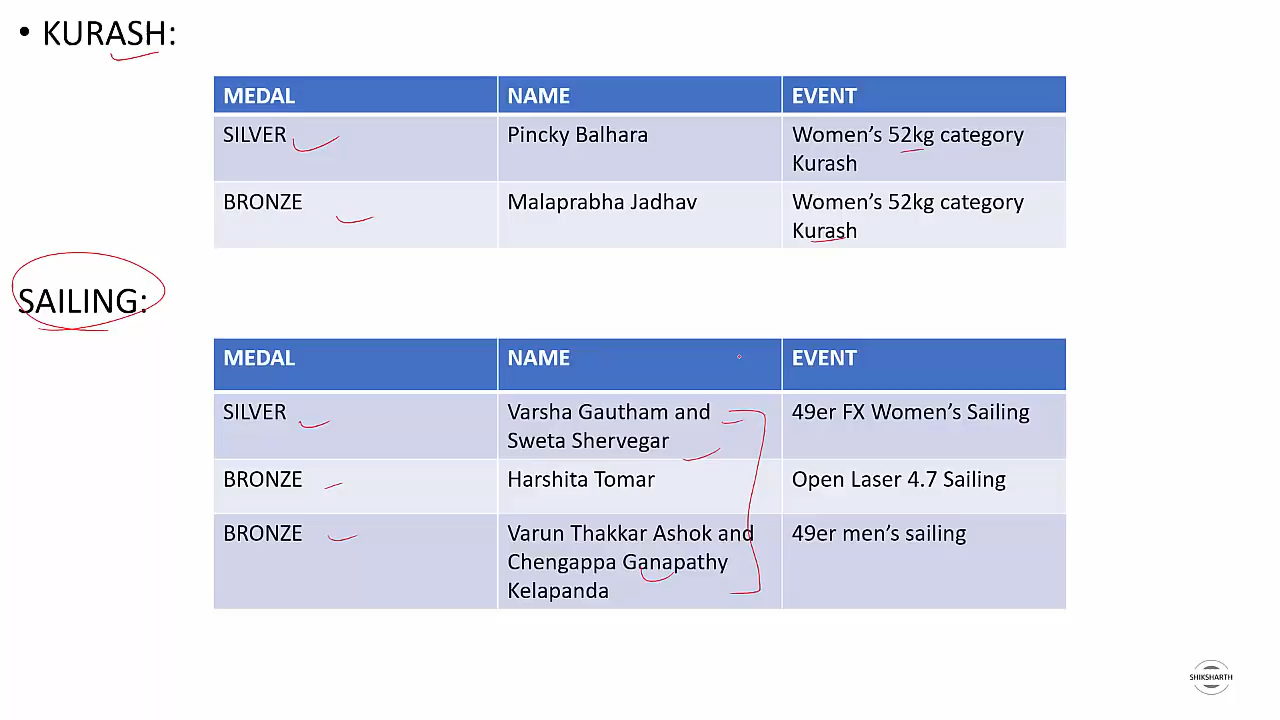 • KURASH:
MEDAL NAME EVENT
SILVER Pincky Balhara Women's 52kg category
Kurash
BRONZE Malaprabha Jadhav Women's 52kg category
Kurash
SAILING:
MEDAL NAME EVENT
SILVER Varsha Gautham and 49er FX Women's Sailing
Sweta Shervegar
BRONZE Harshita Tomar Open Laser 4.7 Sailing
BRONZE Varun Thakkar Ashok and 49er men's sailing
Chengappa Ganapathy
Kelapanda
SHIKSHARTH